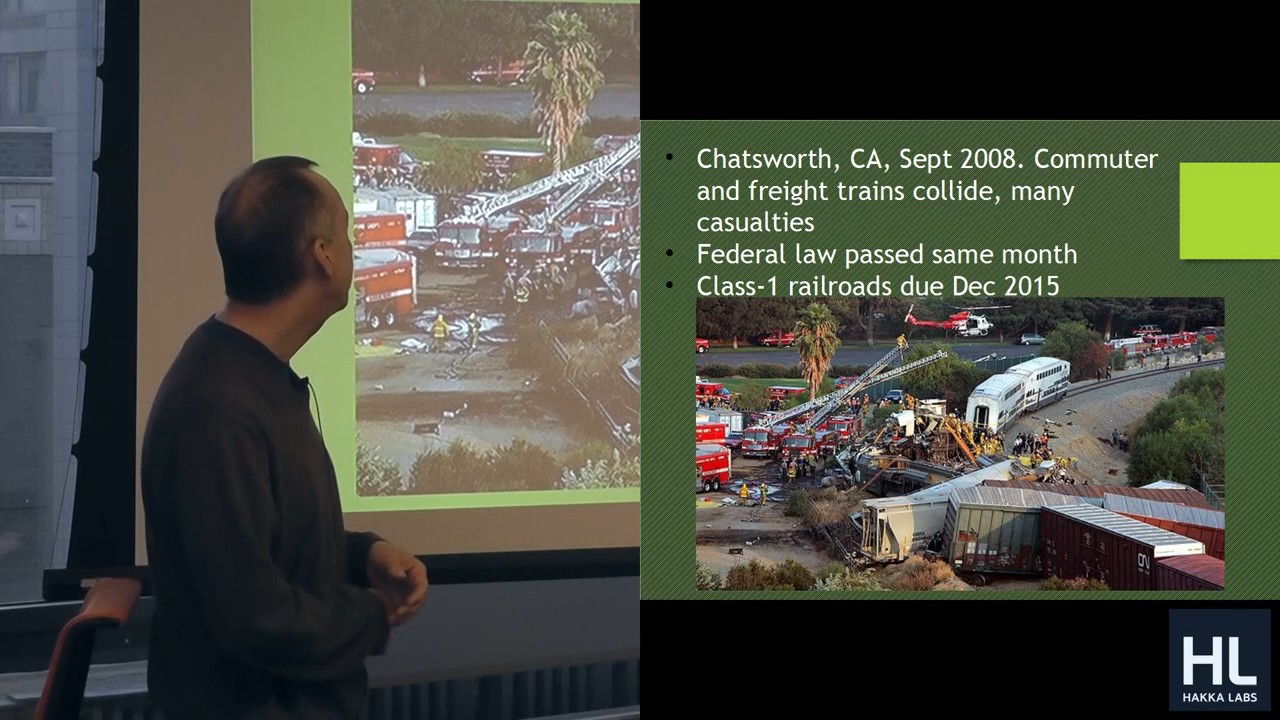 • Chatsworth, CA, Sept 2008. Commuter
and freight trains collide, many
casualties
• Federal law passed same month
• Class-1 railroads due Dec 2015
HL
HAKKA LABS